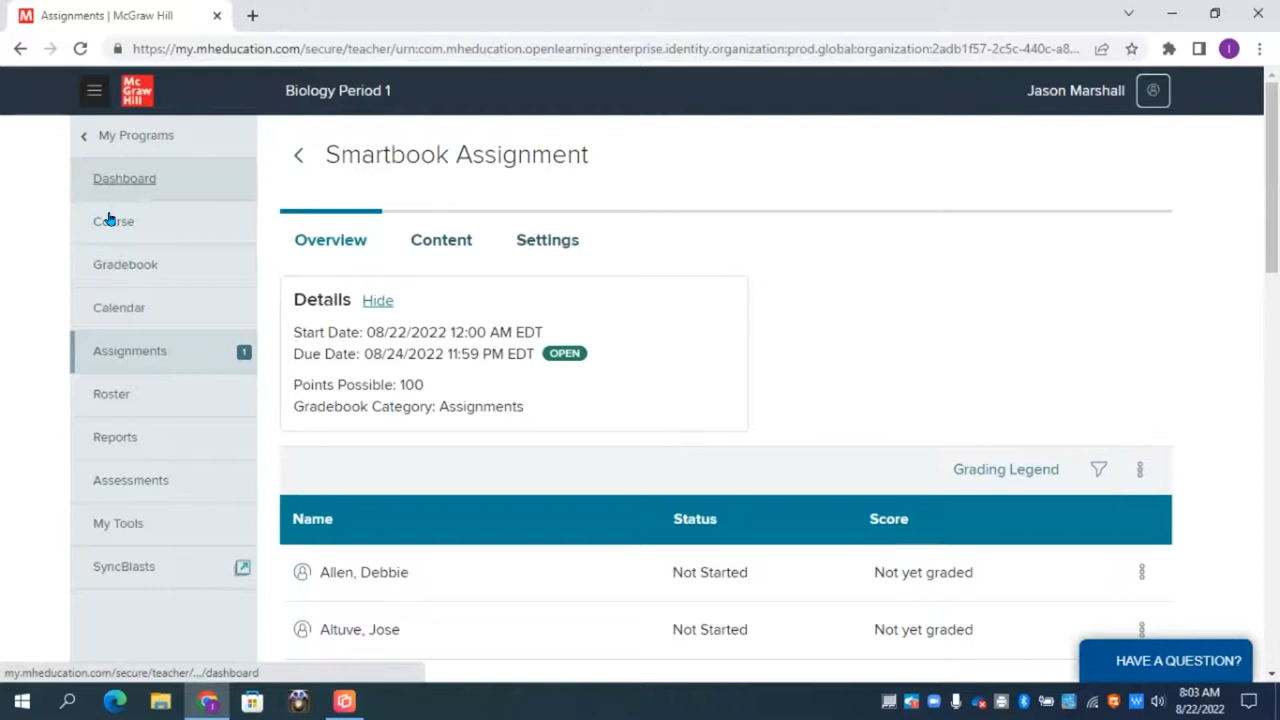 Assignments | McGraw Hill
https://my.mheducation.com/secure/teacher/urn:com.mheducation.openlearning:enterprise.identity.organization:prod.global:organization:2adb1f57-2c5c-440c-a8...
I
Mc
Graw
Hill
Biology Period 1
Jason Marshall
My Programs
Dashboard
Course
Gradebook
Calendar
Assignments 1
Roster
Reports
Assessments
My Tools
SyncBlasts
Smartbook Assignment
Overview Content Settings
Details Hide
Start Date: 08/22/2022 12:00 AM EDT
Due Date: 08/24/2022 11:59 PM EDT OPEN
Points Possible: 100
Gradebook Category: Assignments
Grading Legend
Name Status Score
Allen, Debbie Not Started Not yet graded
Altuve, Jose Not Started Not yet graded
HAVE A QUESTION?
my.mheducation.com/secure/teacher/.../dashboard
8:03 AM
8/22/2022